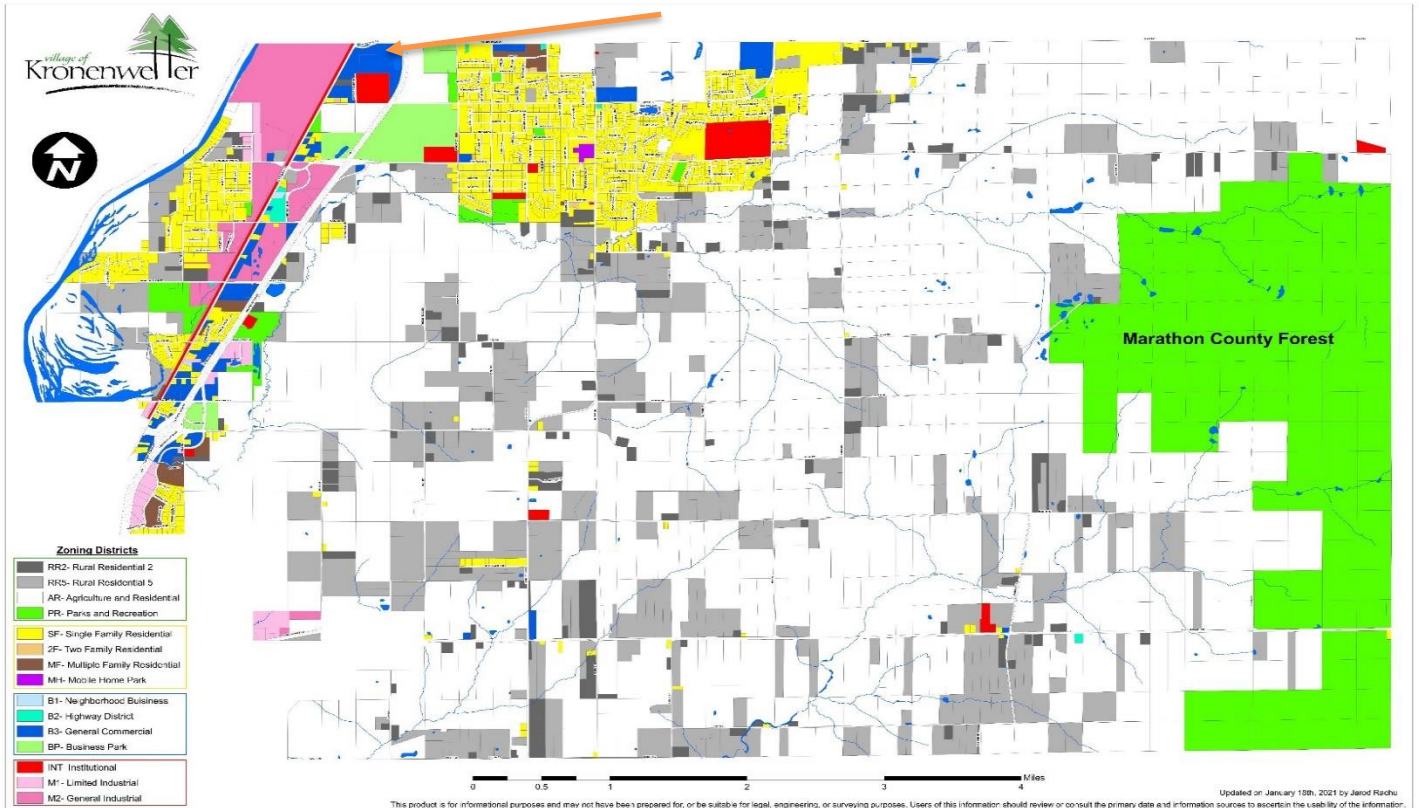 village of
Kronenwetter
N
Marathon County Forest
Zoning Districts
RR2- Rural Residential 2
RR5- Rural Residential 5
AR- Agriculture and Residential
PR- Parks and Recreation
SF- Single Family Residential
2F- Two Family Residential
MF- Multiple Family Residential
MH- Mobile Home Park
B1- Neighborhood Buisiness
B2- Highway District
B3- General Commercial
BP- Business Park
INT- Institutional
M1- Limited Industrial
M2- General Industrial
0 0.5 1 2 3 4 Miles
Updated on January 18th, 2021 by Jarod Rachu
This product is for informational purposes and may not have been prepared for, or be suitable for legal, engineering, or surveying purposes. Users of this information should review or consult the primary data and information sources to ascertain the usability of the information.